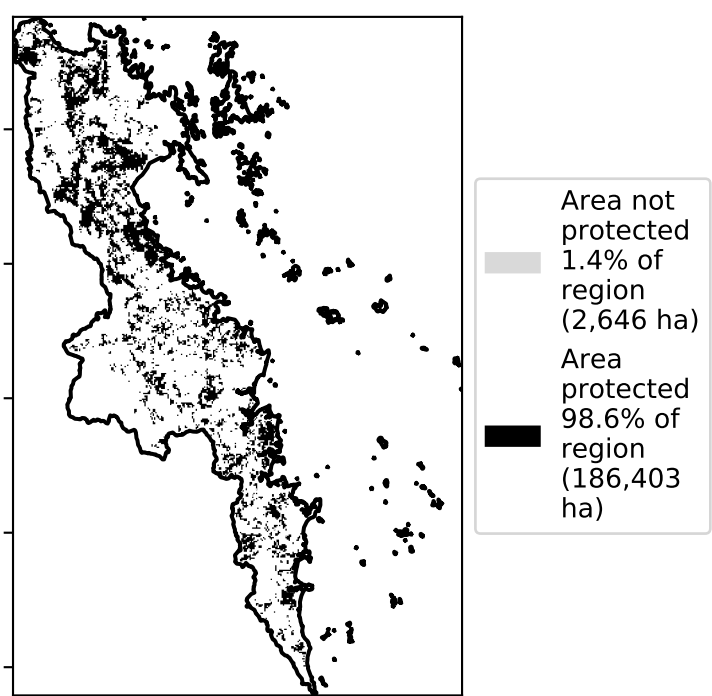 Area not
protected
1.4% of
region
(2,646 ha)
Area
protected
98.6% of
region
(186,403
ha)